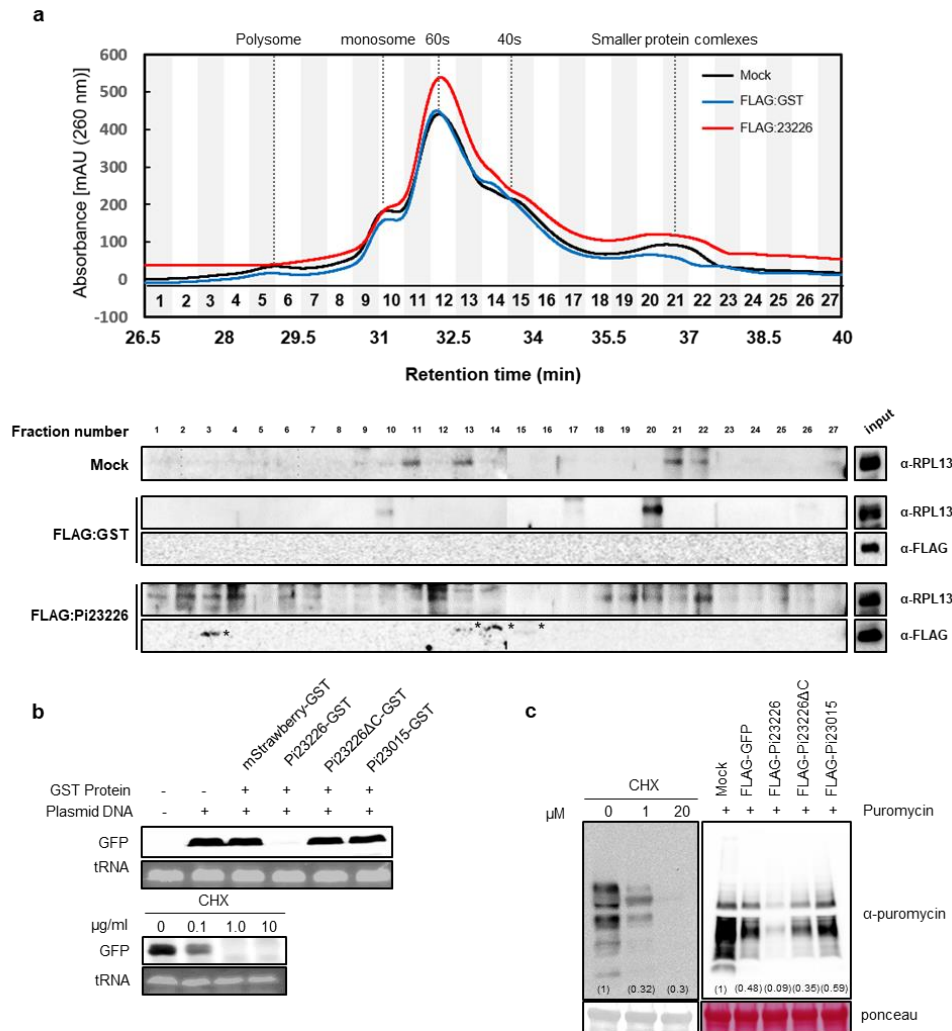 a
Polysome monosome 60s 40s Smaller protein comlexes
Absorbance [mAU (260 nm)]
600
500
400
300
200
100
0
-100
Mock
FLAG:GST
FLAG:23226
1 2 3 4 5 6 7 8 9 10 11 12 13 14 15 16 17 18 19 20 21 22 23 24 25 26 27
26.5 28 29.5 31 32.5 34 35.5 37 38.5 40
Retention time (min)
Fraction number 1 2 3 4 5 6 7 8 9 10 11 12 13 14 15 16 17 18 19 20 21 22 23 24 25 26 27 input
Mock α-RPL13
FLAG:GST α-RPL13
α-FLAG
FLAG:Pi23226 α-RPL13
* * * * α-FLAG
b
mStrawberry-GST
Pi23226-GST
Pi23226ΔC-GST
Pi23015-GST
GST Protein - - + + + +
Plasmid DNA - + + + + +
GFP
tRNA
CHX
µg/ml 0 0.1 1.0 10
GFP
tRNA
c
Mock
FLAG-GFP
FLAG-Pi23226
FLAG-Pi23226ΔC
FLAG-Pi23015
CHX
µM 0 1 20
+ + + + + Puromycin
α-puromycin
(1) (0.32) (0.3)
(1) (0.48) (0.09) (0.35) (0.59)
ponceau